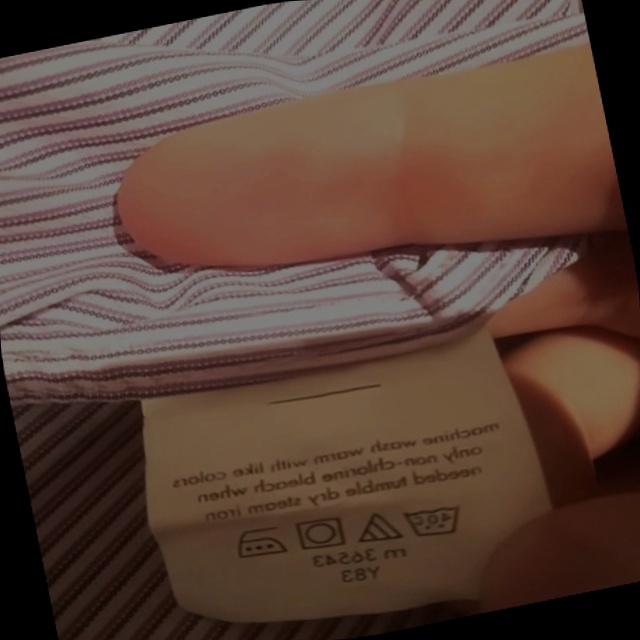 machine wash warm with like colors
only non-chlorine bleach when
needed tumble dry steam iron
m 36543
Y83